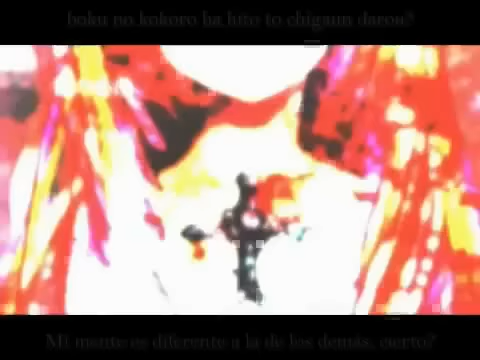 boku no kokoro ha hito to chigaun darou?
Mi mente es diferente a la de los demás, cierto?